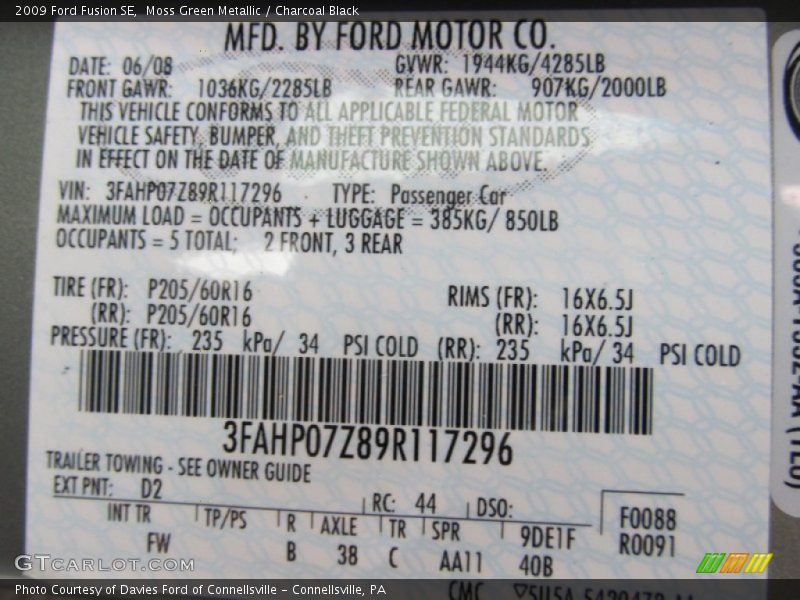 2009 Ford Fusion SE, Moss Green Metallic / Charcoal Black
MFD. BY FORD MOTOR CO.
DATE: 06/08 GVWR: 1944KG/4285LB
FRONT GAWR: 1036KG/2285LB REAR GAWR: 907KG/2000LB
THIS VEHICLE CONFORMS TO ALL APPLICABLE FEDERAL MOTOR
VEHICLE SAFETY, BUMPER, AND THEFT PREVENTION STANDARDS
IN EFFECT ON THE DATE OF MANUFACTURE SHOWN ABOVE.
VIN: 3FAHP07Z89R117296 TYPE: Passenger Car
MAXIMUM LOAD = OCCUPANTS + LUGGAGE = 385KG/ 850LB
OCCUPANTS = 5 TOTAL; 2 FRONT, 3 REAR
TIRE (FR): P205/60R16 RIMS (FR): 16X6.5J
(RR): P205/60R16 (RR): 16X6.5J
PRESSURE (FR): 235 kPa/ 34 PSI COLD (RR): 235 kPa/ 34 PSI COLD
3FAHP07Z89R117296
TRAILER TOWING - SEE OWNER GUIDE
EXT PNT: D2 RC: 44 DSO: F0088
INT TR TP/PS R AXLE TR SPR 9DE1F R0091
FW B 38 C AA11 40B
GTCARLOT.COM
Photo Courtesy of Davies Ford of Connellsville - Connellsville, PA
CMC